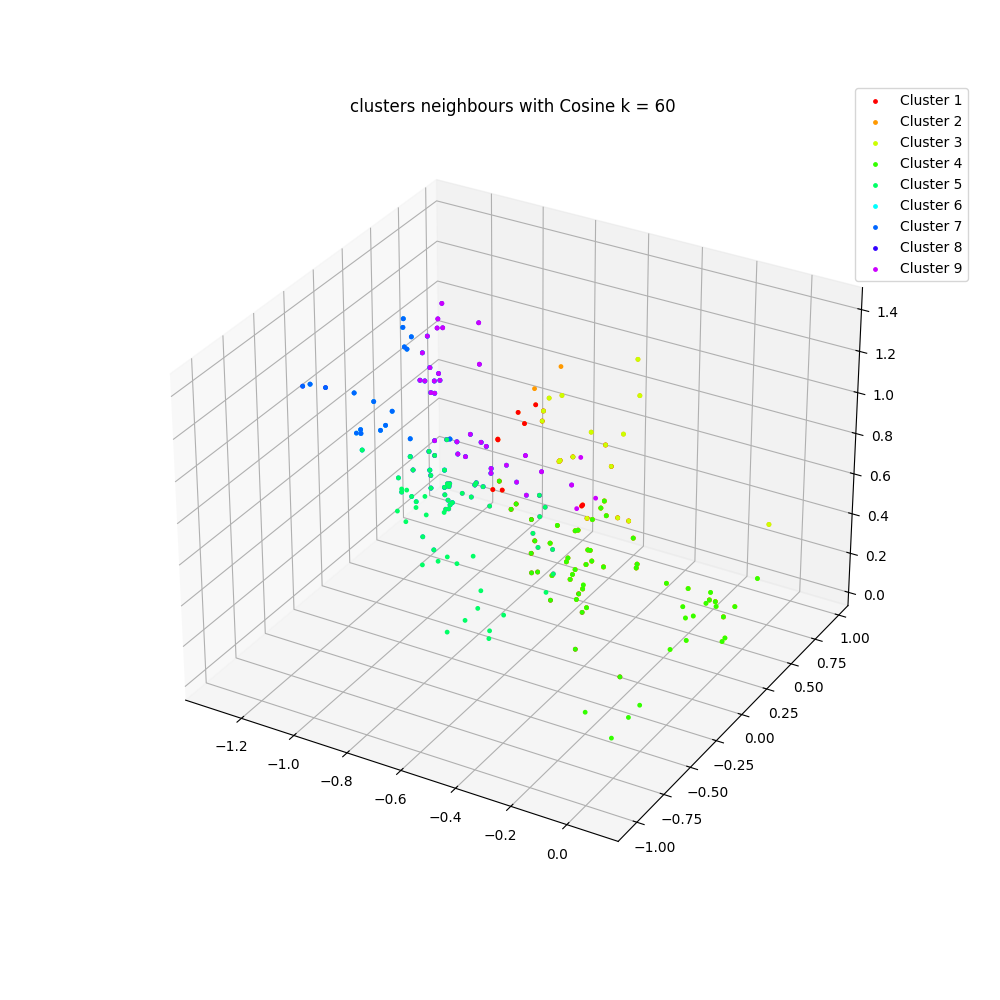 clusters neighbours with Cosine k = 60
Cluster 1
Cluster 2
Cluster 3
Cluster 4
Cluster 5
Cluster 6
Cluster 7
Cluster 8
Cluster 9
1.4
1.2
1.0
0.8
0.6
0.4
0.2
0.0
1.00
0.75
0.50
0.25
0.00
−0.25
−0.50
−0.75
−1.00
−1.2
−1.0
−0.8
−0.6
−0.4
−0.2
0.0